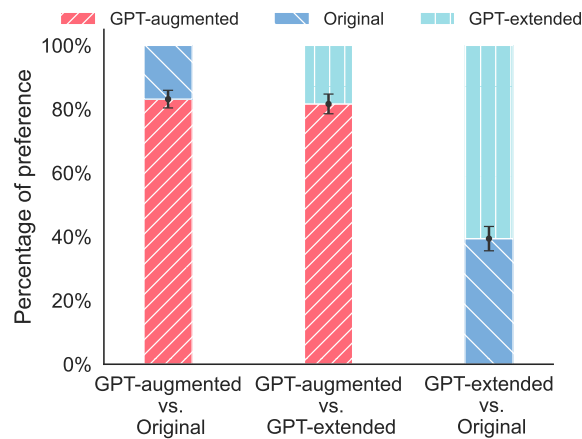 GPT-augmented Original GPT-extended
Percentage of preference
100%
80%
60%
40%
20%
0%
GPT-augmented vs. Original
GPT-augmented vs. GPT-extended
GPT-extended vs. Original